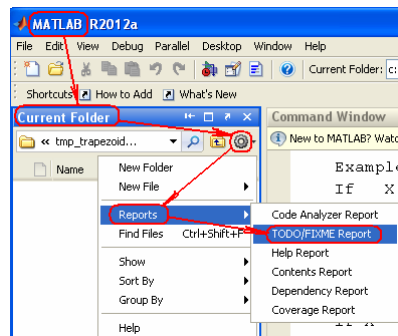 MATLAB R2012a
File Edit View Debug Parallel Desktop Window Help
Current Folder: c:
Shortcuts How to Add What's New
Current Folder
Command Window
« tmp_trapezoid...
New to MATLAB? Watc
Name
Exampl
If X
New Folder
New File
Reports
Find Files Ctrl+Shift+F
Show
Sort By
Group By
Help
Code Analyzer Report
TODO/FIXME Report
Help Report
Contents Report
Dependency Report
Coverage Report
If X